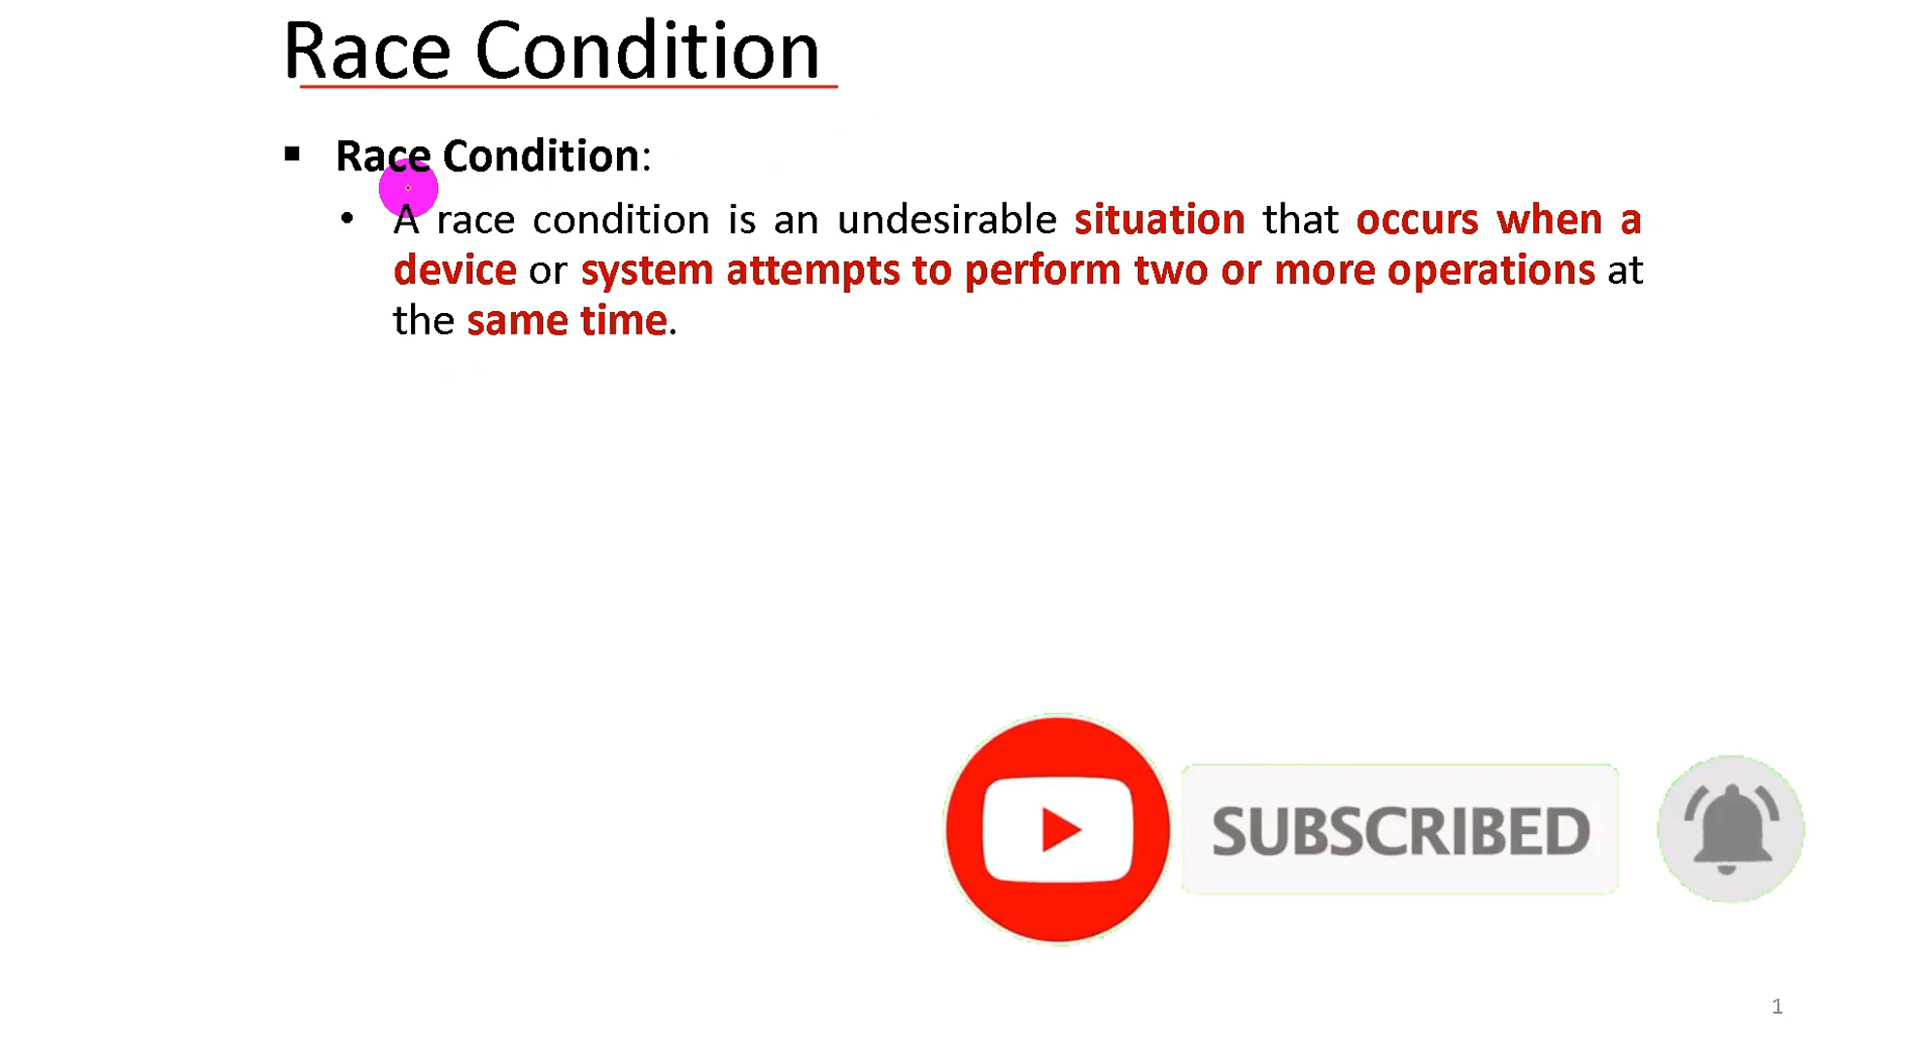 Race Condition
▪ Race Condition:
• A race condition is an undesirable situation that occurs when a
device or system attempts to perform two or more operations at
the same time.
SUBSCRIBED
1